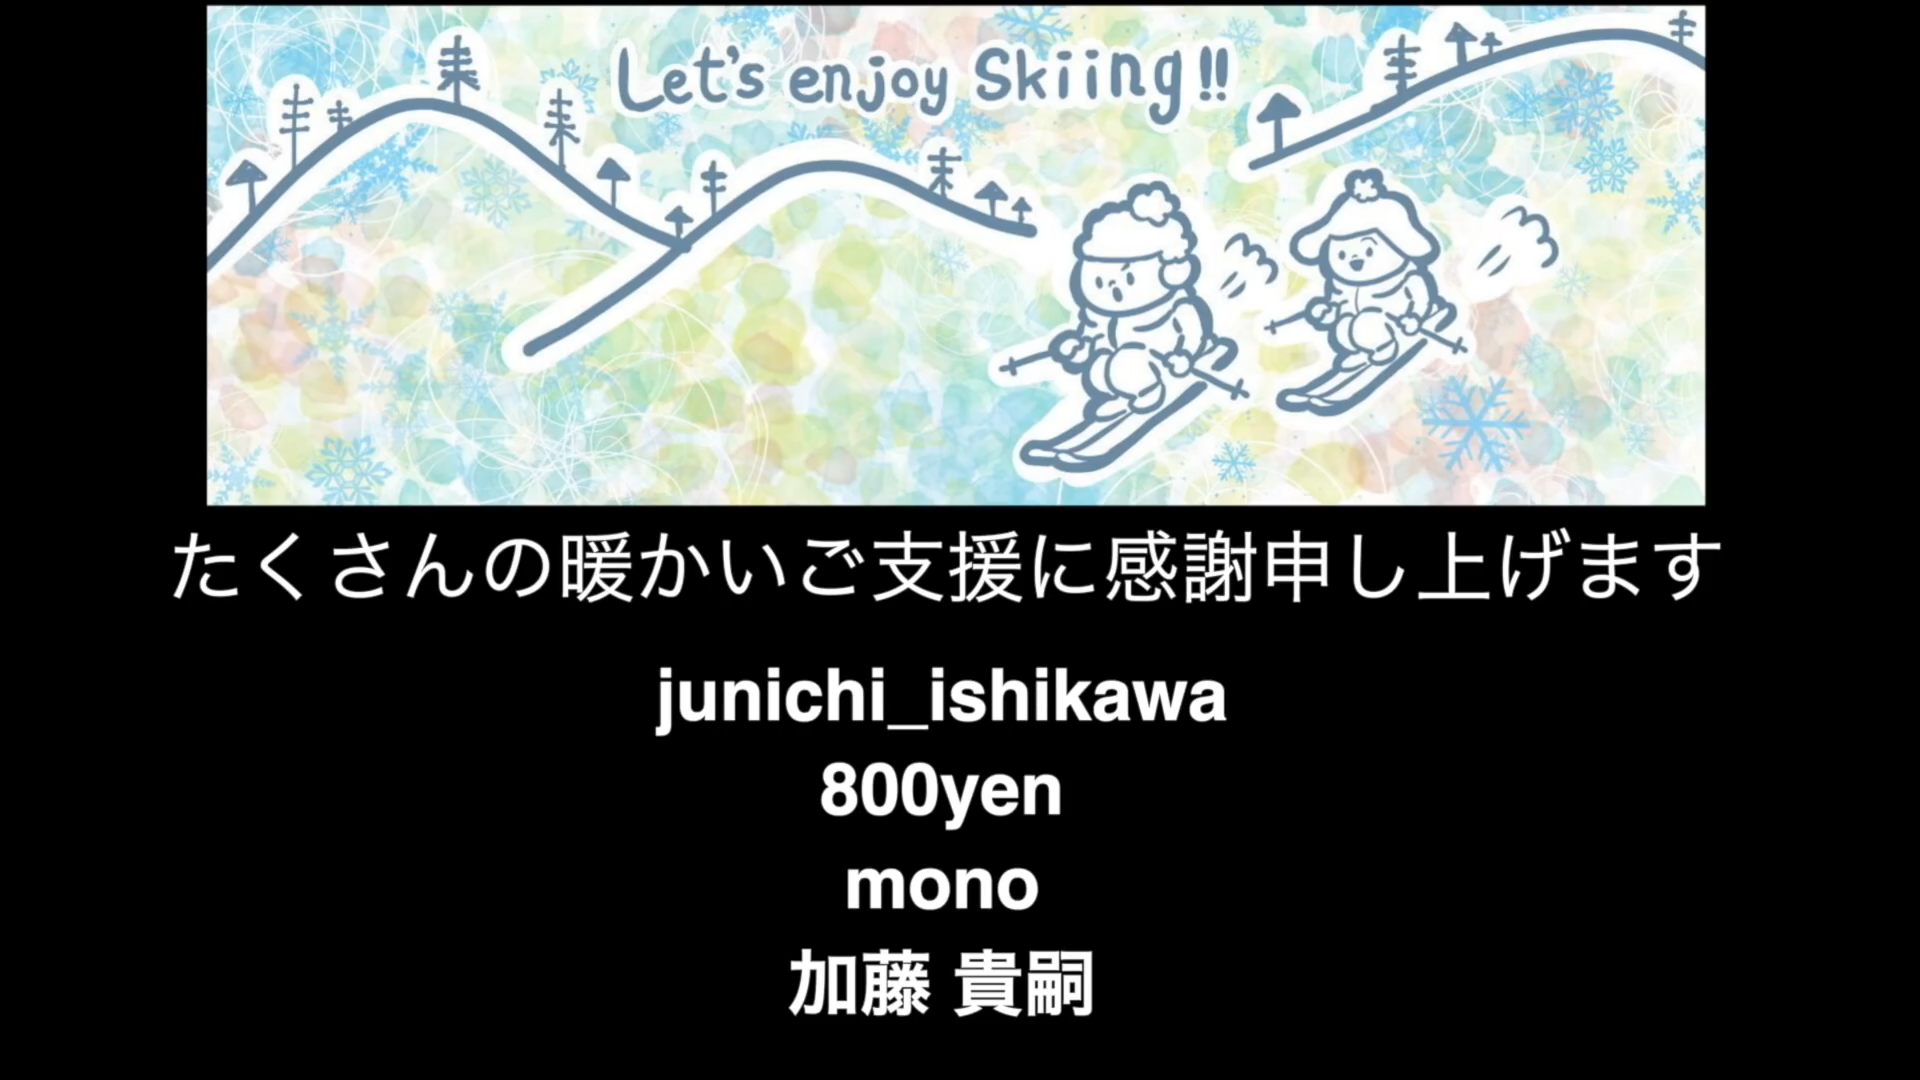 Let's enjoy Skiing!!
たくさんの暖かいご支援に感謝申し上げます
junichi_ishikawa
800yen
mono
加藤 貴嗣